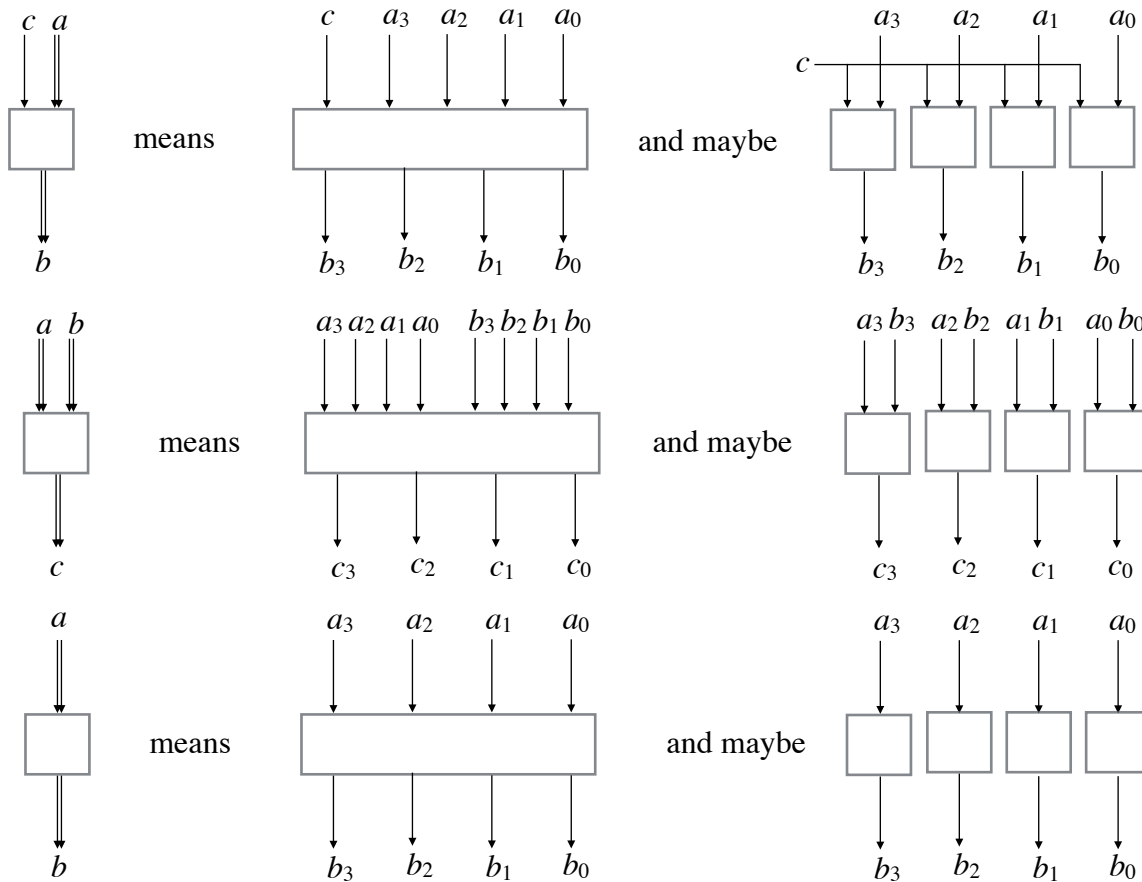 c a c a₃ a₂ a₁ a₀ a₃ a₂ a₁ a₀
c
means and maybe
b b₃ b₂ b₁ b₀ b₃ b₂ b₁ b₀
a b a₃ a₂ a₁ a₀ b₃ b₂ b₁ b₀ a₃ b₃ a₂ b₂ a₁ b₁ a₀ b₀
means and maybe
c c₃ c₂ c₁ c₀ c₃ c₂ c₁ c₀
a a₃ a₂ a₁ a₀ a₃ a₂ a₁ a₀
means and maybe
b b₃ b₂ b₁ b₀ b₃ b₂ b₁ b₀